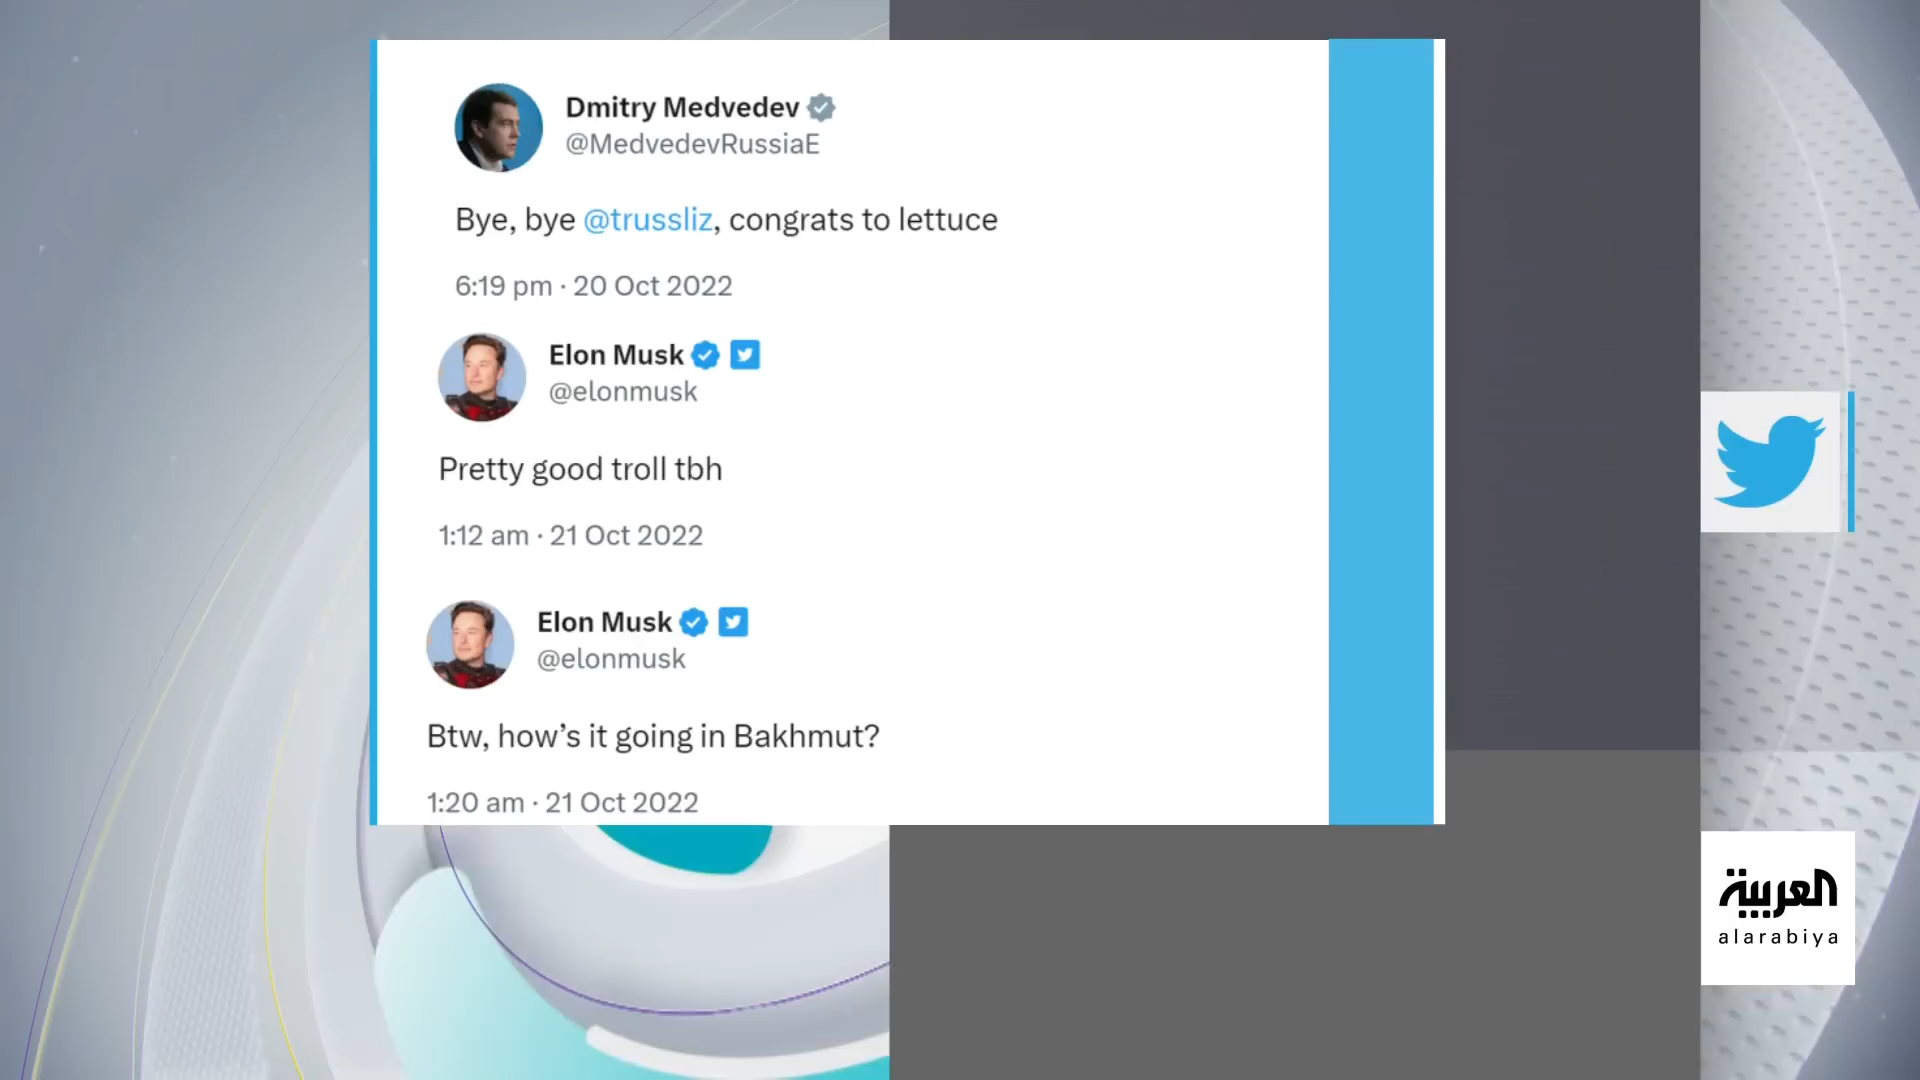 Dmitry Medvedev
@MedvedevRussiaE
Bye, bye @trussliz, congrats to lettuce
6:19 pm · 20 Oct 2022
Elon Musk
@elonmusk
Pretty good troll tbh
1:12 am · 21 Oct 2022
Elon Musk
@elonmusk
Btw, how’s it going in Bakhmut?
1:20 am · 21 Oct 2022
العربية
alarabiya